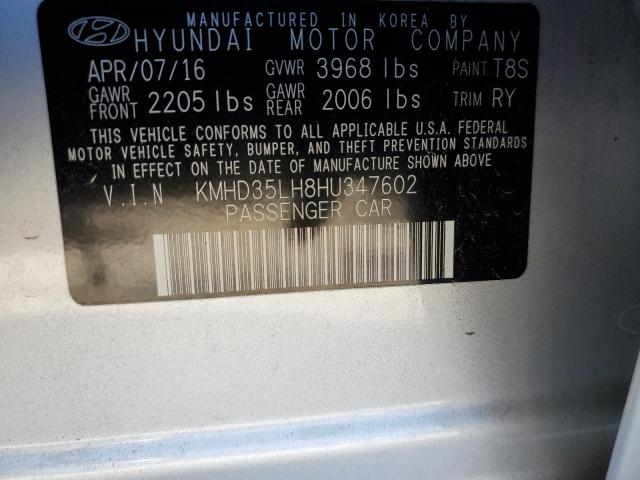 MANUFACTURED IN KOREA BY
HYUNDAI MOTOR COMPANY
APR/07/16 GVWR 3968 lbs PAINT T8S
GAWR FRONT 2205 lbs GAWR REAR 2006 lbs TRIM RY
THIS VEHICLE CONFORMS TO ALL APPLICABLE U.S.A. FEDERAL
MOTOR VEHICLE SAFETY, BUMPER, AND THEFT PREVENTION STANDARDS
IN EFFECT ON THE DATE OF MANUFACTURE SHOWN ABOVE.
V.I.N KMHD35LH8HU347602
PASSENGER CAR